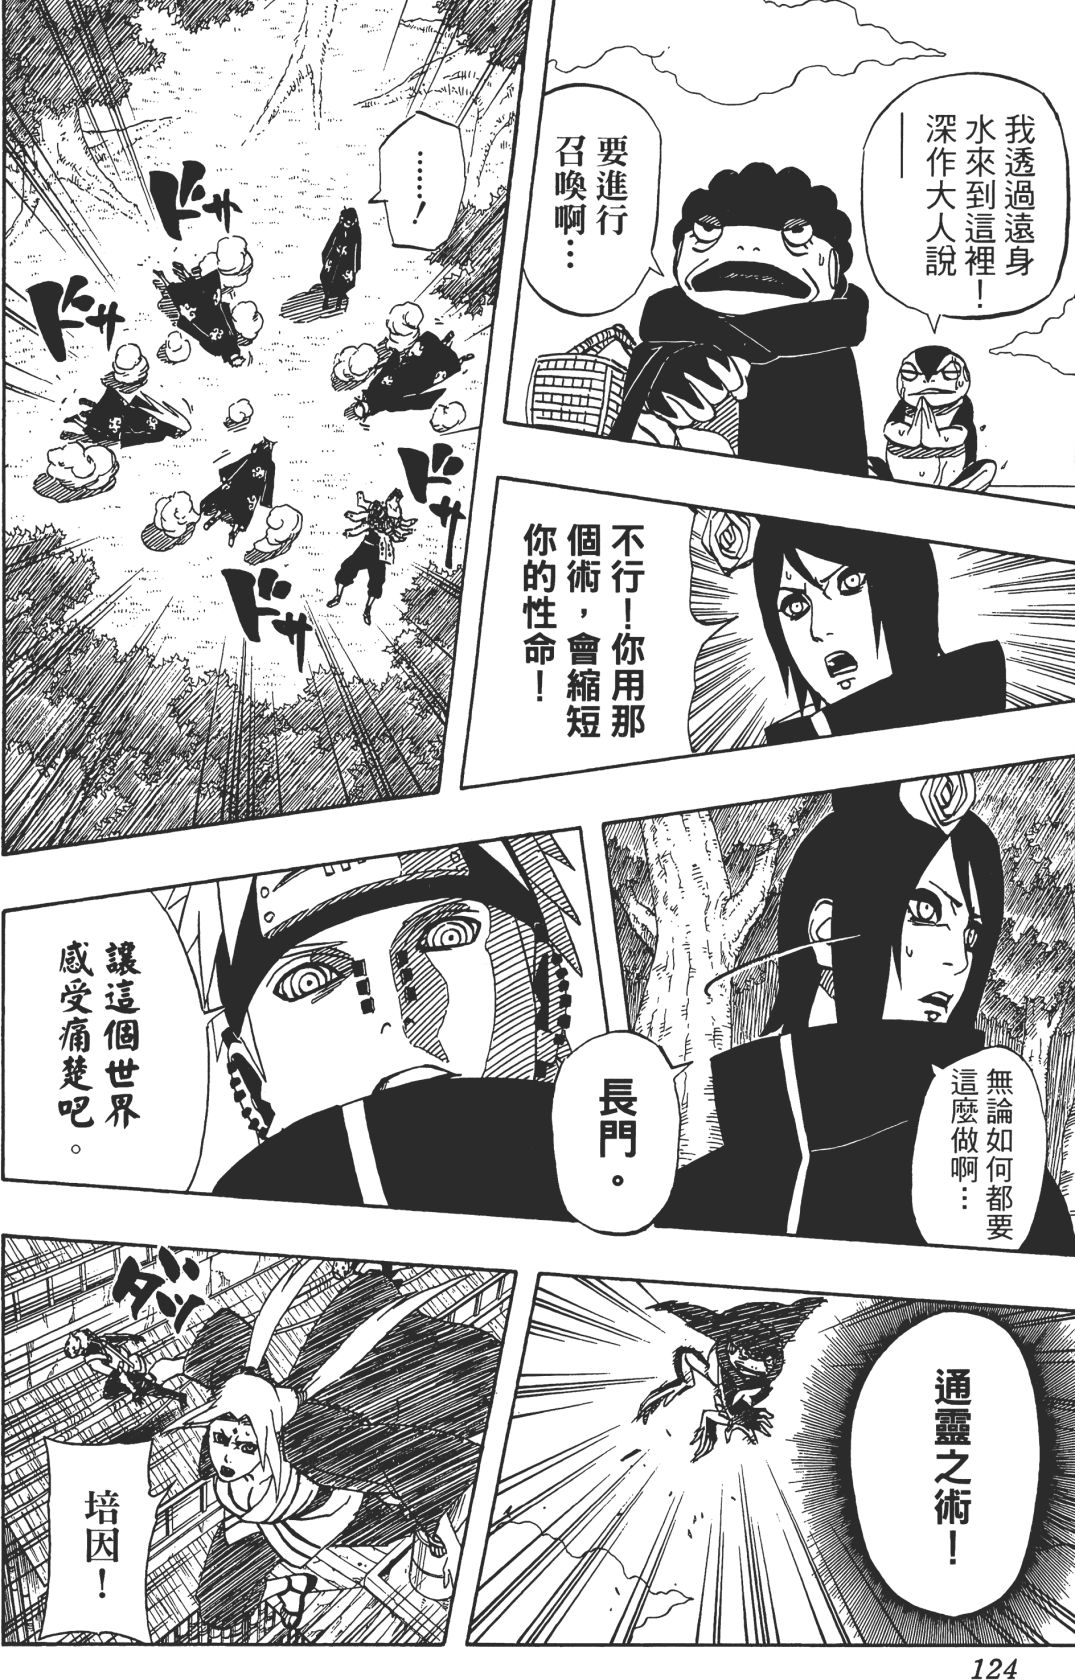 我透過遠身
水來到這裡！
深作大人說
——
要進行
召喚啊…
……！
ドサ
ドサ
ドサ
ドサ
不行！你用那
個術，會縮短
你的性命！
無論如何都要
這麼做啊…
長門。
讓這個世界
感受痛楚吧。
通靈之術！
ダッ
培因！
124